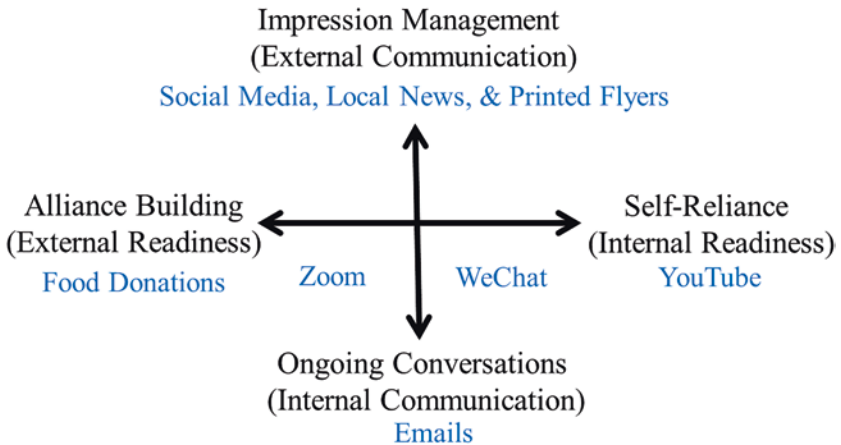 Impression Management
(External Communication)
Social Media, Local News, & Printed Flyers
Alliance Building
(External Readiness)
Food Donations
Zoom
WeChat
Self-Reliance
(Internal Readiness)
YouTube
Ongoing Conversations
(Internal Communication)
Emails